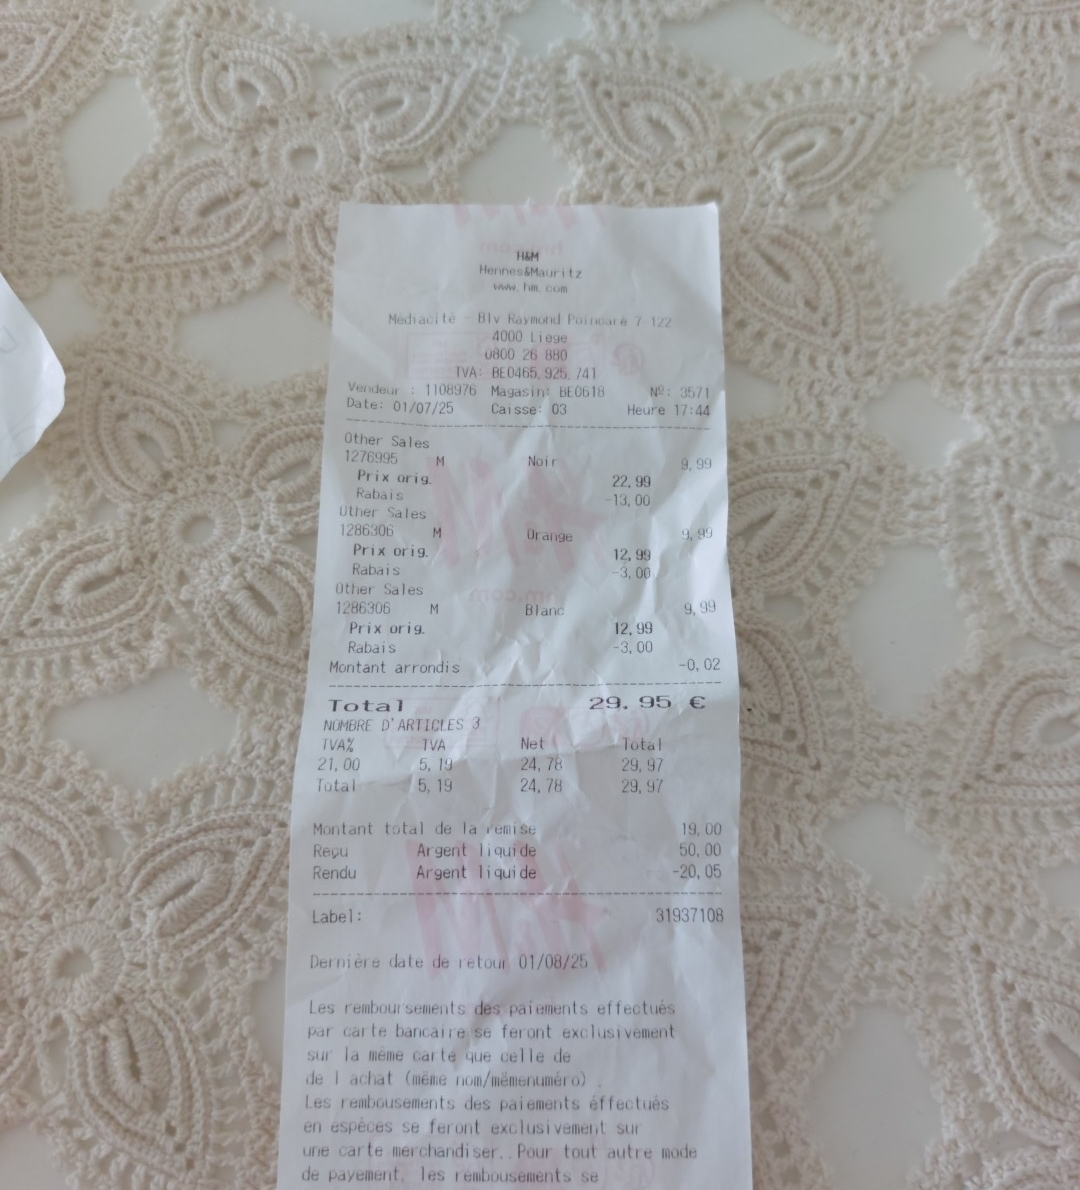 H&M
Hennes&Mauritz
www.hm.com
Médiacité - Blv Raymond Poincaré 7-122
4000 Liege
0800 26 880
TVA: BE0465.925.741
Vendeur : 1108976 Magasin: BE0618 Nº: 3571
Date: 01/07/25 Caisse: 03 Heure 17:44
Other Sales
1276995 M Noir 9,99
Prix orig. 22,99
Rabais -13,00
Other Sales
1286306 M Orange 9,99
Prix orig. 12,99
Rabais -3,00
Other Sales
1286306 M Blanc 9,99
Prix orig. 12,99
Rabais -3,00
Montant arrondis -0,02
Total 29.95 €
NOMBRE D'ARTICLES 3
TVA% TVA Net Total
21,00 5,19 24,78 29,97
Total 5,19 24,78 29,97
Montant total de la remise 19,00
Reçu Argent liquide 50,00
Rendu Argent liquide -20,05
Label: 31937108
Dernière date de retour 01/08/25
Les remboursements des paiements effectués
par carte bancaire se feront exclusivement
sur la même carte que celle de
de l achat (même nom/mêmenuméro) .
Les rembousements des paiements éffectués
en espèces se feront exclusivement sur
une carte merchandiser..Pour tout autre mode
de payement, les rembousements se